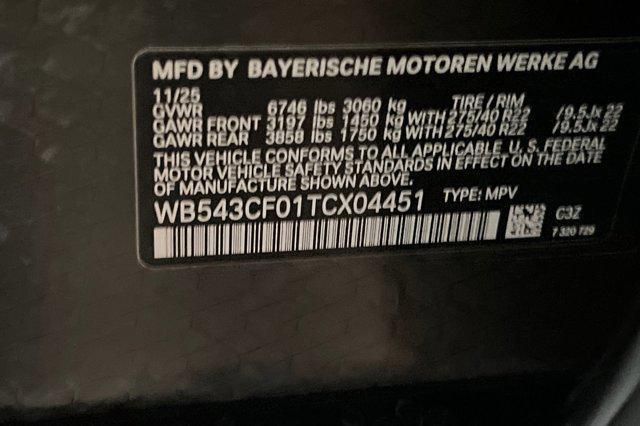 MFD BY BAYERISCHE MOTOREN WERKE AG
11/25 TIRE / RIM
GVWR 6746 lbs 3060 kg
GAWR FRONT 3197 lbs 1450 kg WITH 275/40 R22 /9.5Jx22
GAWR REAR 3858 lbs 1750 kg WITH 275/40 R22 /9.5Jx22
THIS VEHICLE CONFORMS TO ALL APPLICABLE U.S. FEDERAL
MOTOR VEHICLE SAFETY STANDARDS IN EFFECT ON THE DATE
OF MANUFACTURE SHOWN ABOVE.
WB543CF01TCX04451 TYPE: MPV
C3Z
7 320 729